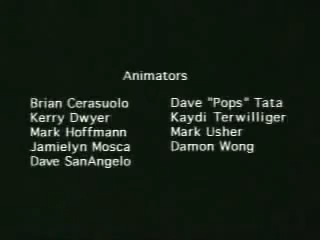 Animators
Brian Cerasuolo
Kerry Dwyer
Mark Hoffmann
Jamielyn Mosca
Dave SanAngelo
Dave "Pops" Tata
Kaydi Terwilliger
Mark Usher
Damon Wong